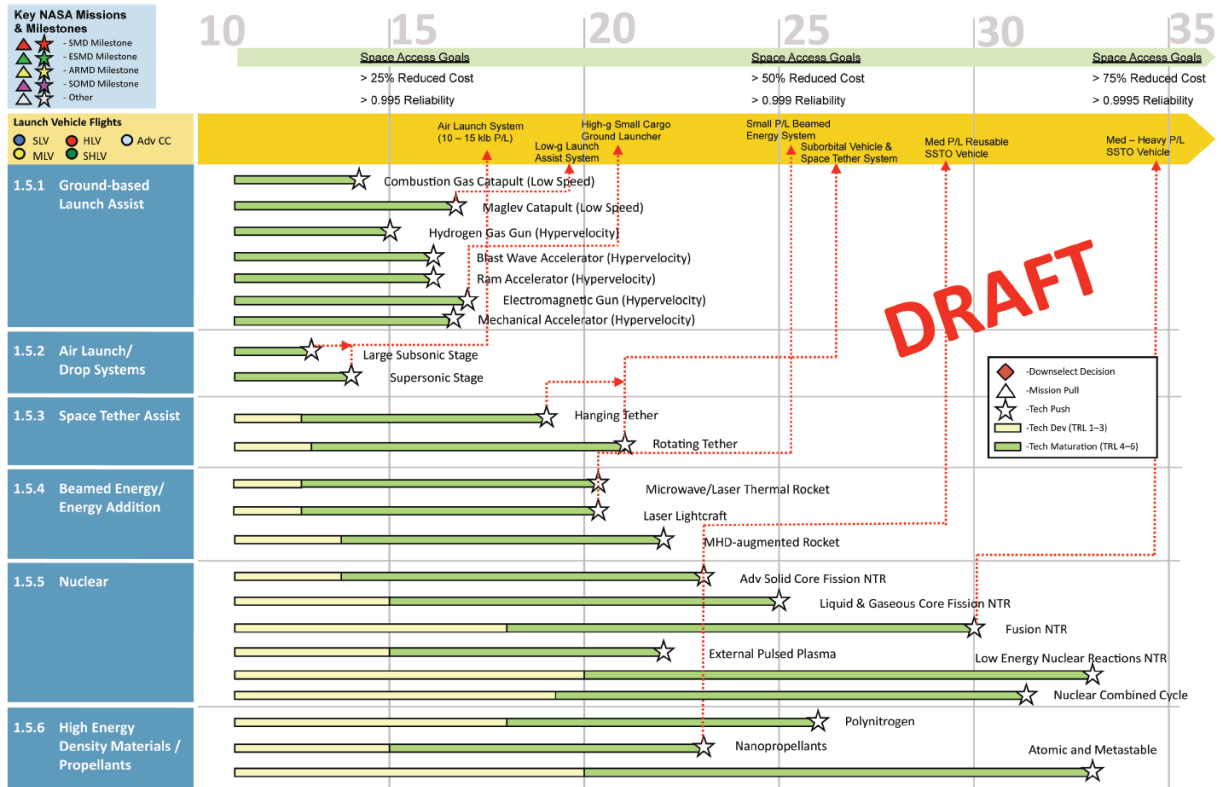 Key NASA Missions
& Milestones
- SMD Milestone
- ESMD Milestone
- ARMD Milestone
- SOMD Milestone
- Other
10
15
20
25
30
35
Space Access Goals
> 25% Reduced Cost
> 0.995 Reliability
Space Access Goals
> 50% Reduced Cost
> 0.999 Reliability
Space Access Goals
> 75% Reduced Cost
> 0.9995 Reliability
Launch Vehicle Flights
SLV
HLV
Adv CC
MLV
SHLV
Air Launch System
(10 – 15 klb P/L)
Low-g Launch
Assist System
High-g Small Cargo
Ground Launcher
Small P/L Beamed
Energy System
Suborbital Vehicle &
Space Tether System
Med P/L Reusable
SSTO Vehicle
Med – Heavy P/L
SSTO Vehicle
1.5.1 Ground-based
Launch Assist
Combustion Gas Catapult (Low Speed)
Maglev Catapult (Low Speed)
Hydrogen Gas Gun (Hypervelocity)
Blast Wave Accelerator (Hypervelocity)
Ram Accelerator (Hypervelocity)
Electromagnetic Gun (Hypervelocity)
Mechanical Accelerator (Hypervelocity)
DRAFT
1.5.2 Air Launch/
Drop Systems
Large Subsonic Stage
Supersonic Stage
-Downselect Decision
-Mission Pull
-Tech Push
-Tech Dev (TRL 1–3)
-Tech Maturation (TRL 4–6)
1.5.3 Space Tether Assist
Hanging Tether
Rotating Tether
1.5.4 Beamed Energy/
Energy Addition
Microwave/Laser Thermal Rocket
Laser Lightcraft
MHD-augmented Rocket
1.5.5 Nuclear
Adv Solid Core Fission NTR
Liquid & Gaseous Core Fission NTR
Fusion NTR
External Pulsed Plasma
Low Energy Nuclear Reactions NTR
Nuclear Combined Cycle
1.5.6 High Energy
Density Materials /
Propellants
Polynitrogen
Nanopropellants
Atomic and Metastable